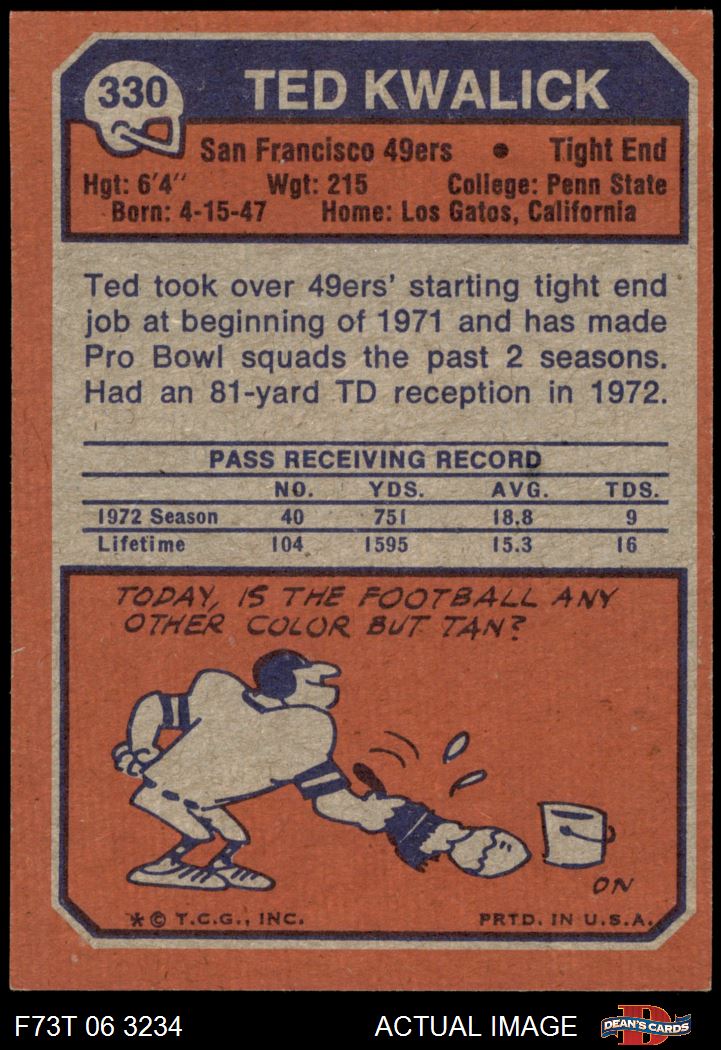 330
TED KWALICK
San Francisco 49ers • Tight End
Hgt: 6'4" Wgt: 215 College: Penn State
Born: 4-15-47 Home: Los Gatos, California
Ted took over 49ers' starting tight end
job at beginning of 1971 and has made
Pro Bowl squads the past 2 seasons.
Had an 81-yard TD reception in 1972.
PASS RECEIVING RECORD
NO. YDS. AVG. TDS.
1972 Season 40 751 18.8 9
Lifetime 104 1595 15.3 16
TODAY, IS THE FOOTBALL ANY
OTHER COLOR BUT TAN?
ON
* © T.C.G., INC. PRTD. IN U.S.A.
F73T 06 3234 ACTUAL IMAGE D DEAN'S CARDS